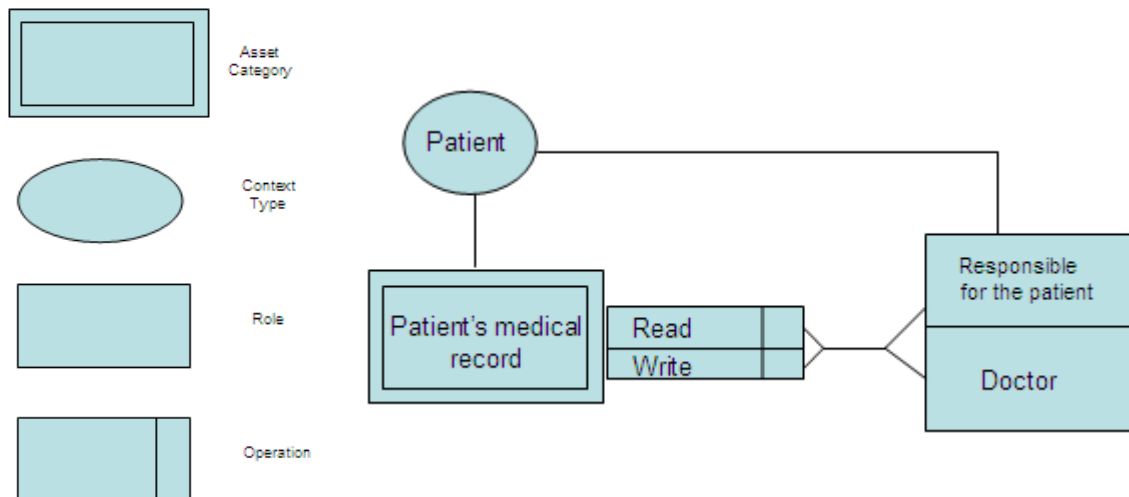 Asset
Category
Context
Type
Role
Operation
Patient
Patient's medical
record
Read
Write
Responsible
for the patient
Doctor